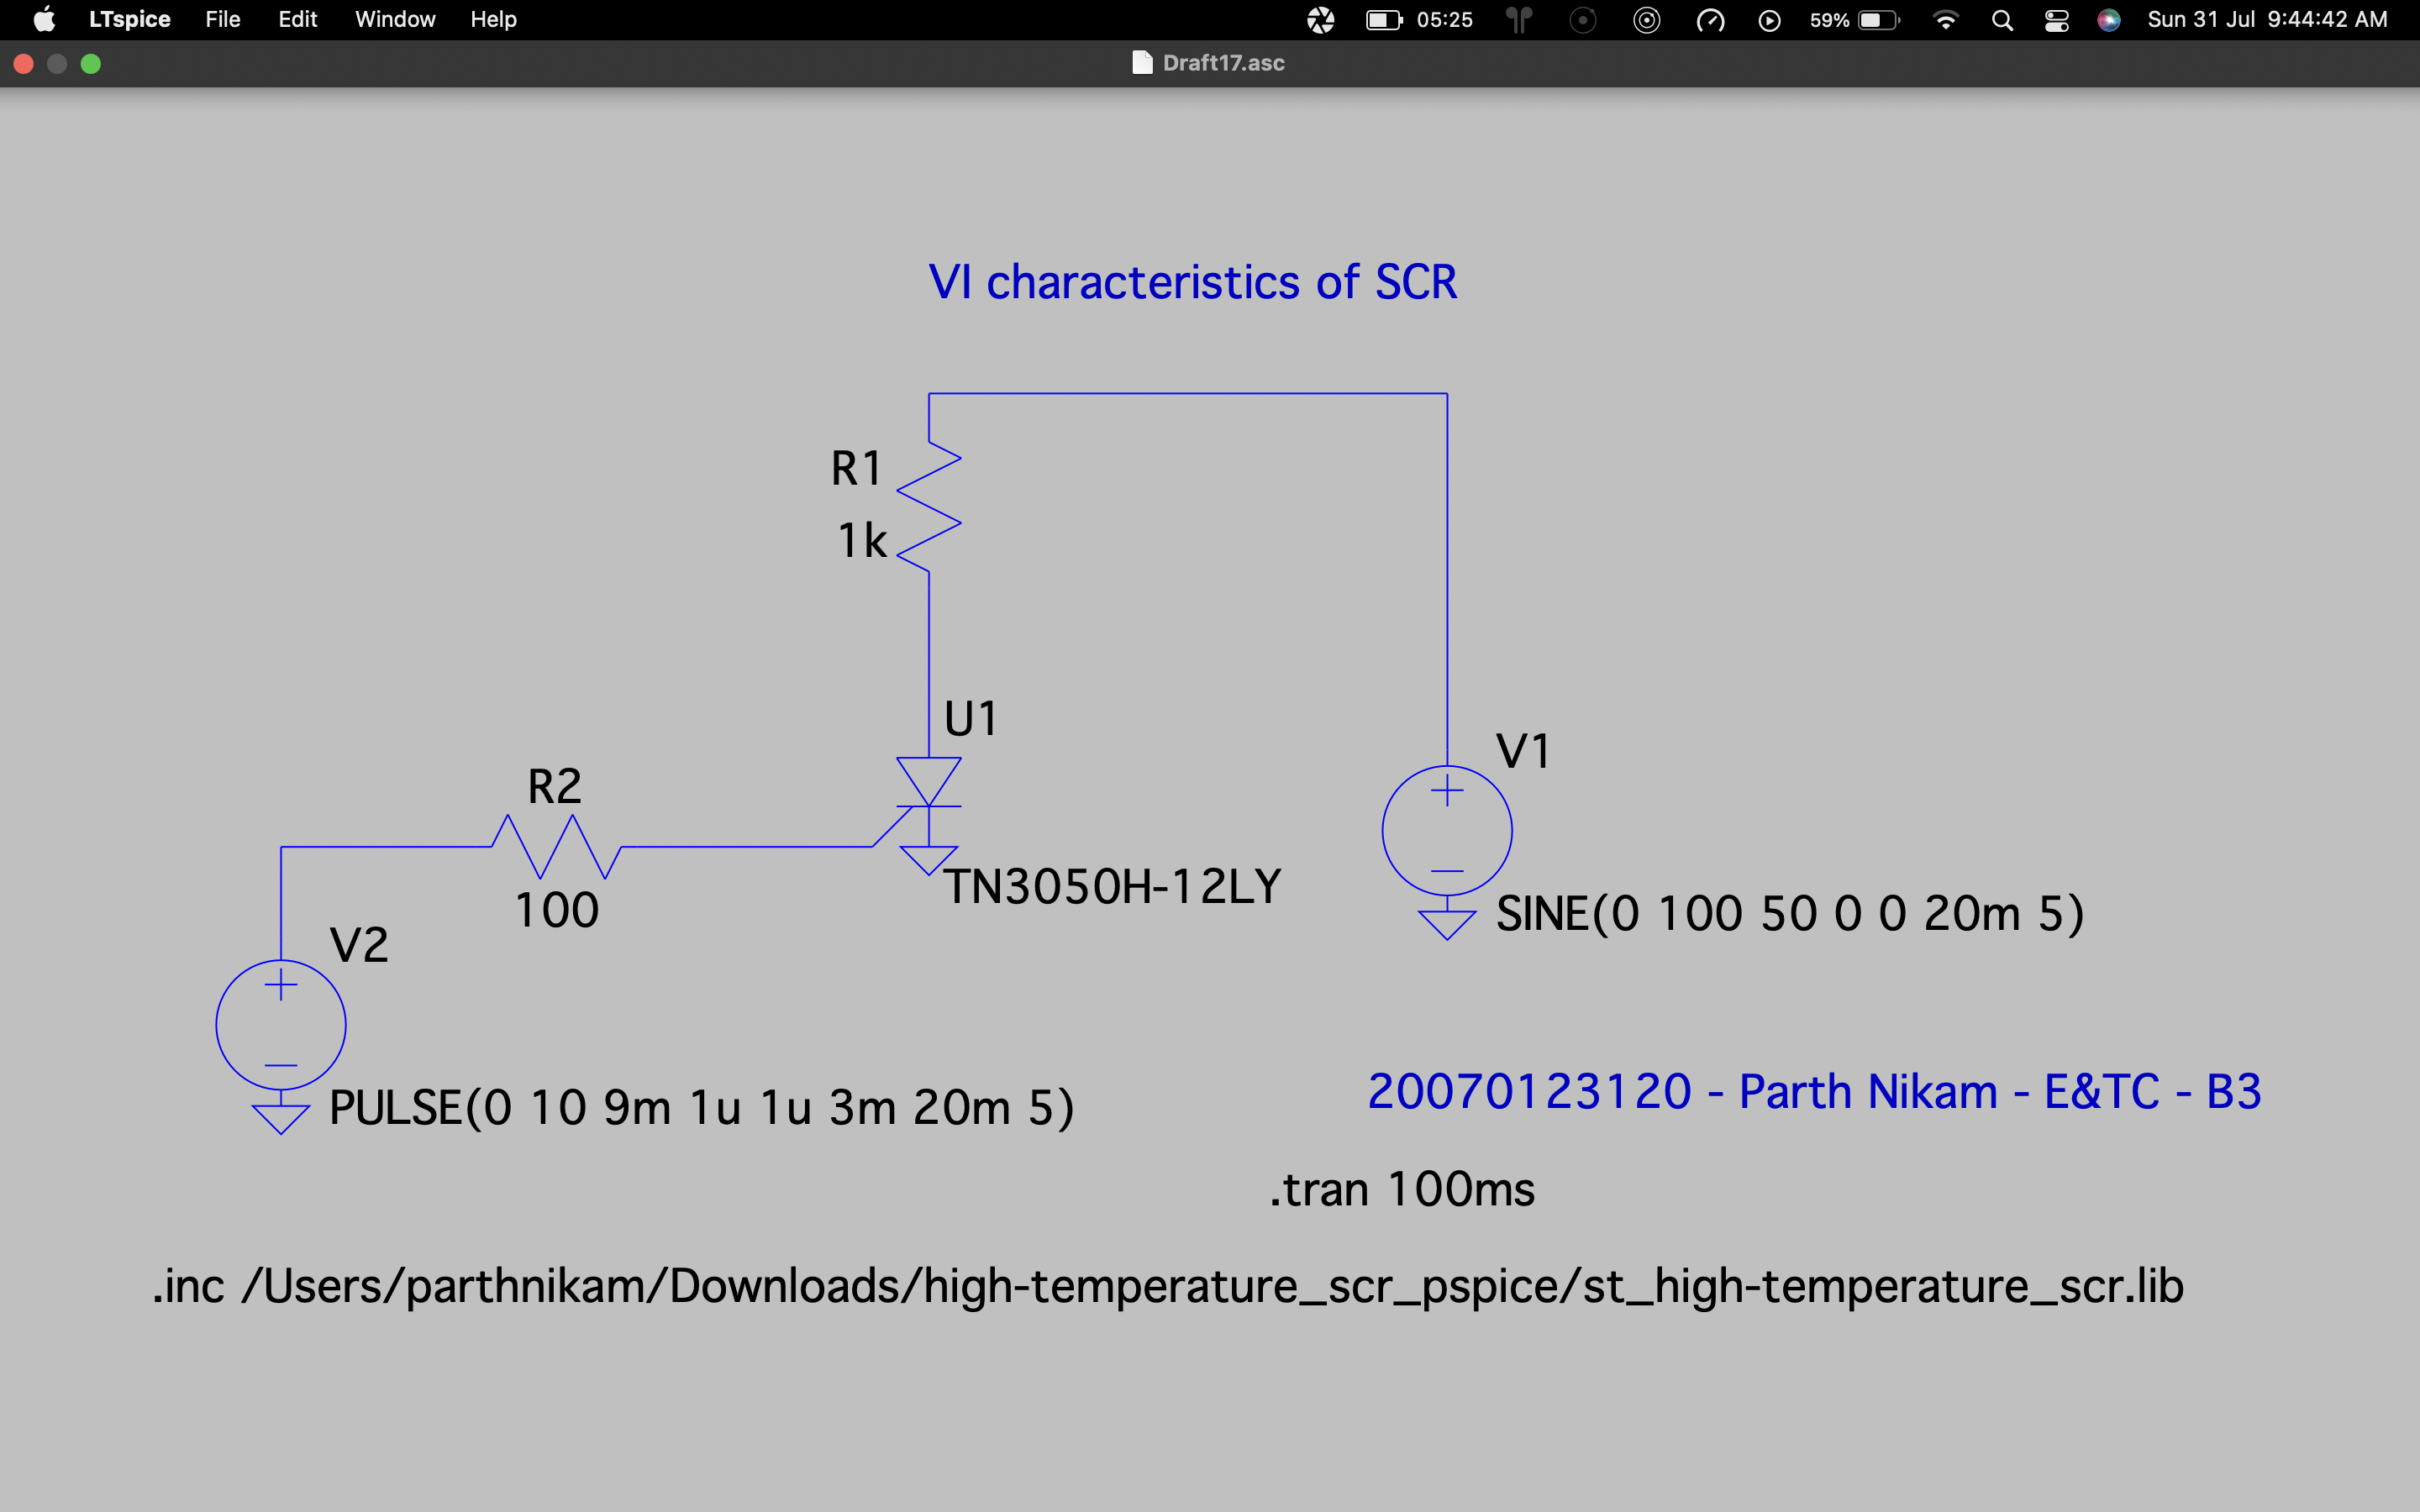 LTspice File Edit Window Help 05:25 59% Sun 31 Jul 9:44:42 AM
Draft17.asc
VI characteristics of SCR
R1
1k
U1
V1
R2
TN3050H-12LY
100
SINE(0 100 50 0 0 20m 5)
V2
PULSE(0 10 9m 1u 1u 3m 20m 5)
20070123120 - Parth Nikam - E&TC - B3
.tran 100ms
.inc /Users/parthnikam/Downloads/high-temperature_scr_pspice/st_high-temperature_scr.lib